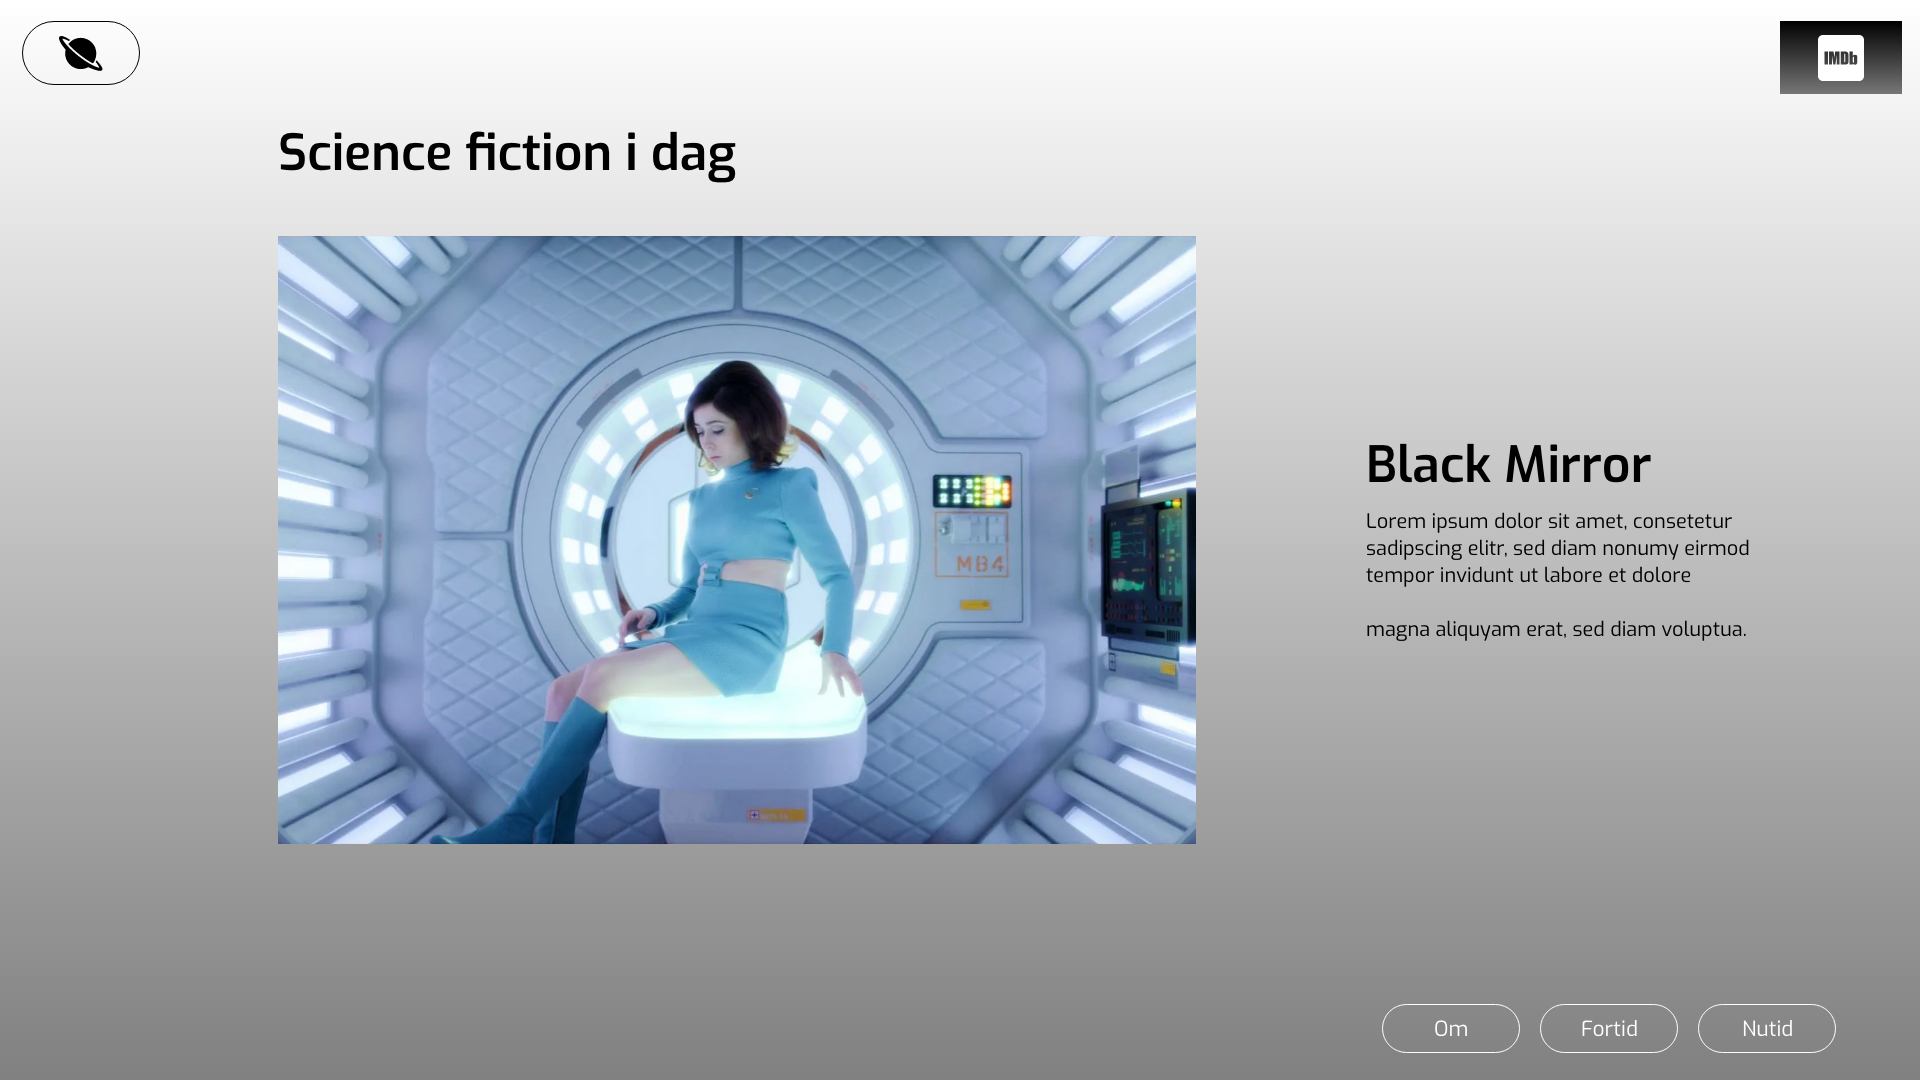 IMDb
Science fiction i dag
MB4
Black Mirror
Lorem ipsum dolor sit amet, consetetur
sadipscing elitr, sed diam nonumy eirmod
tempor invidunt ut labore et dolore
magna aliquyam erat, sed diam voluptua.
Om
Fortid
Nutid